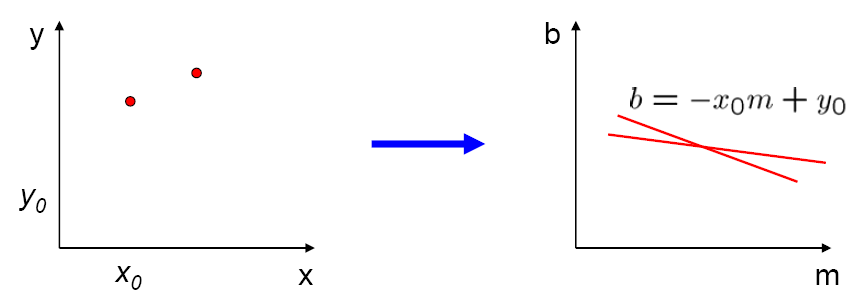 y
y₀
x₀
x
b
b = −x₀m + y₀
m